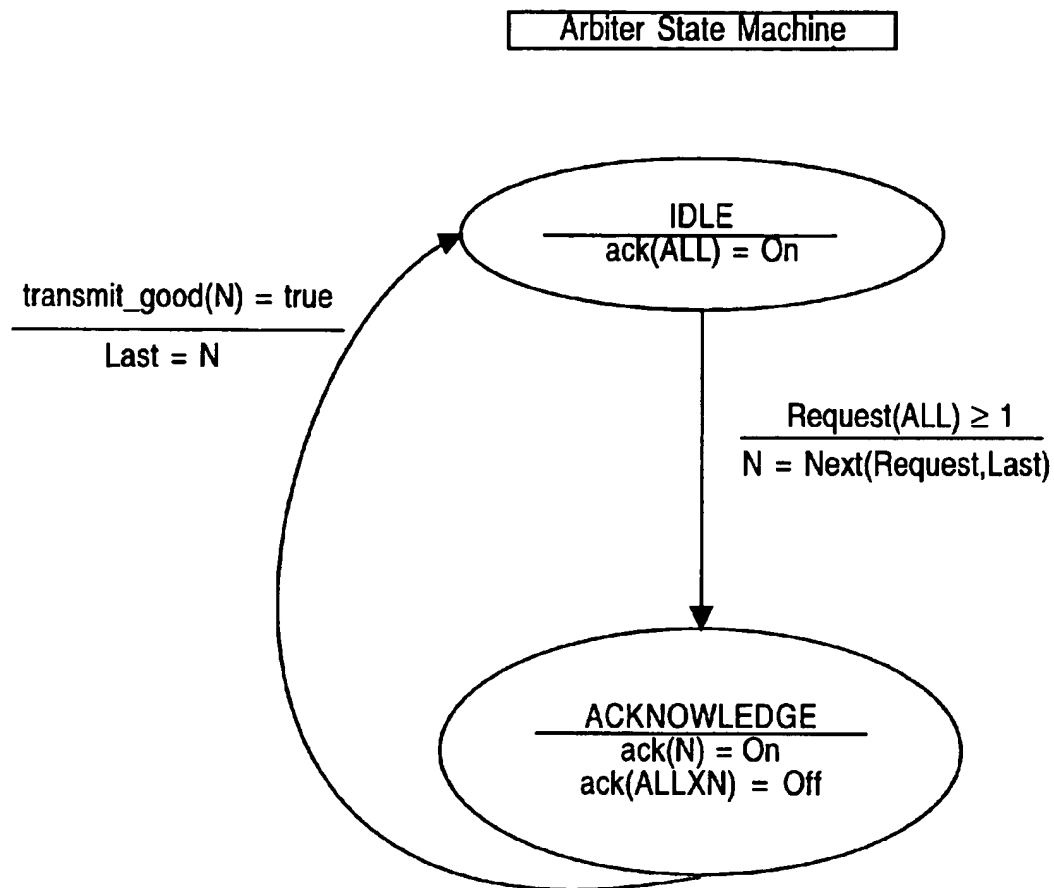 Arbiter State Machine
IDLE
ack(ALL) = On
transmit_good(N) = true
Last = N
Request(ALL) ≥ 1
N = Next(Request,Last)
ACKNOWLEDGE
ack(N) = On
ack(ALLXN) = Off